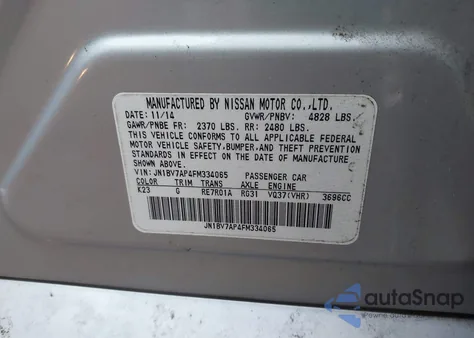 MANUFACTURED BY NISSAN MOTOR CO.,LTD.
DATE: 11/14 GVWR/PNBV: 4828 LBS.
GAWR/PNBE FR: 2370 LBS. RR: 2480 LBS.
THIS VEHICLE CONFORMS TO ALL APPLICABLE FEDERAL
MOTOR VEHICLE SAFETY, BUMPER, AND THEFT PREVENTION
STANDARDS IN EFFECT ON THE DATE OF MANUFACTURE
SHOWN ABOVE.
VIN: JN1BV7AP4FM334065 PASSENGER CAR
COLOR TRIM TRANS AXLE ENGINE
K23 G RE7R01A RG31 VQ37(VHR) 3696CC
JN1BV7AP4FM334065
autoSnap
Drown your dreams